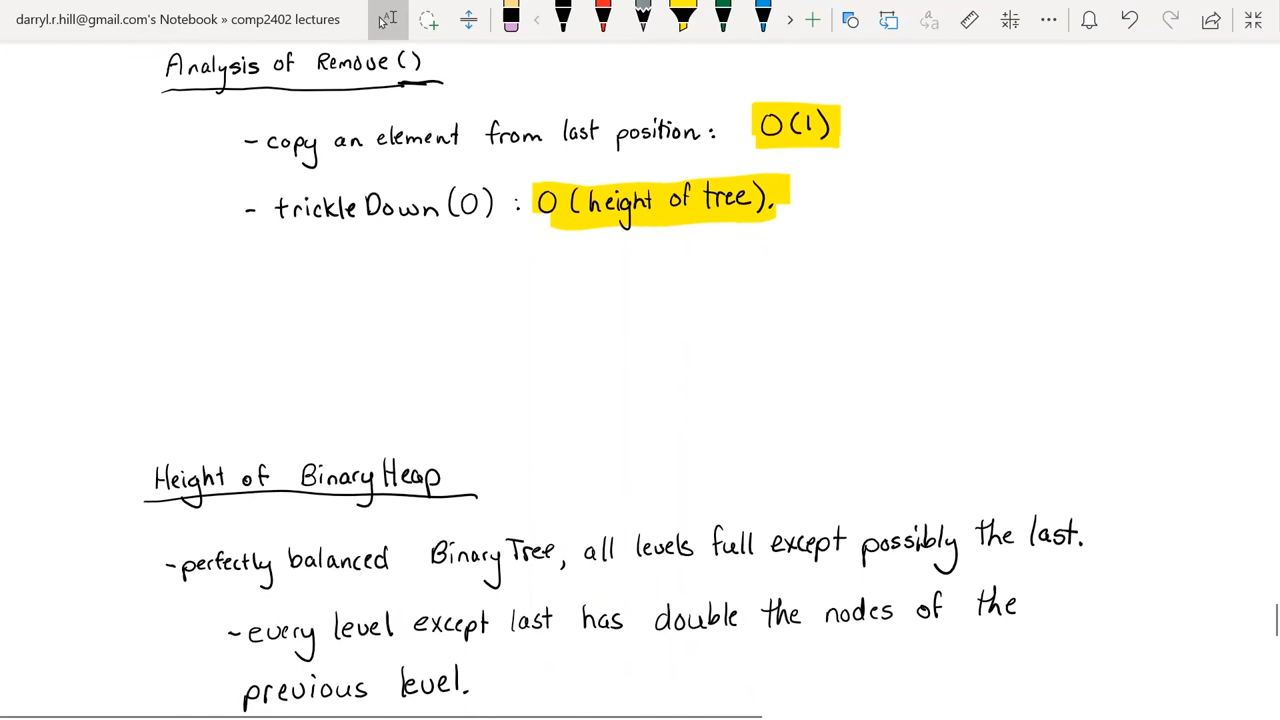 darryl.r.hill@gmail.com's Notebook » comp2402 lectures
Analysis of Remove()
- copy an element from last position: O(1)
- trickleDown(0) : O (height of tree).
Height of BinaryHeap
- perfectly balanced BinaryTree, all levels full except possibly the last.
- every level except last has double the nodes of the
previous level.